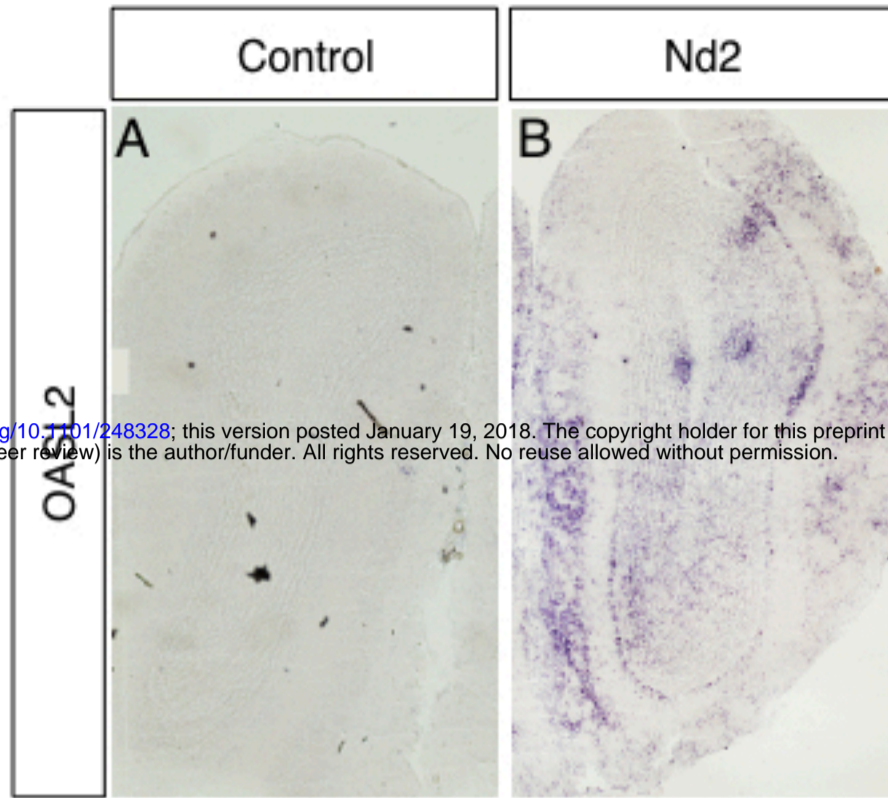 Control
Nd2
A
B
OASL2
g/10.1101/248328; this version posted January 19, 2018. The copyright holder for this preprint
eer review) is the author/funder. All rights reserved. No reuse allowed without permission.